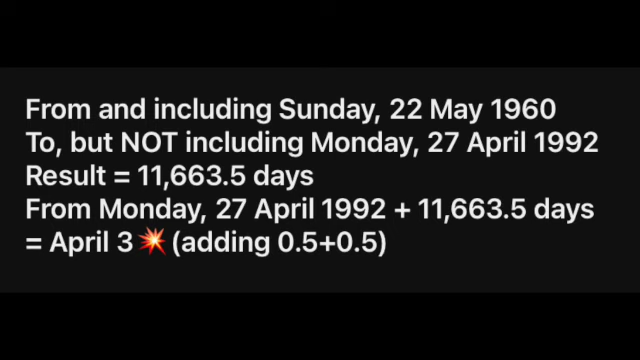 From and including Sunday, 22 May 1960
To, but NOT including Monday, 27 April 1992
Result = 11,663.5 days
From Monday, 27 April 1992 + 11,663.5 days
= April 3💥(adding 0.5+0.5)